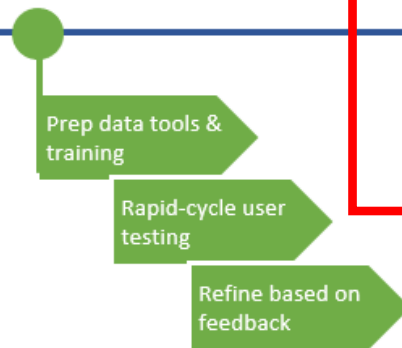 Prep data tools &
training
Rapid-cycle user
testing
Refine based on
feedback